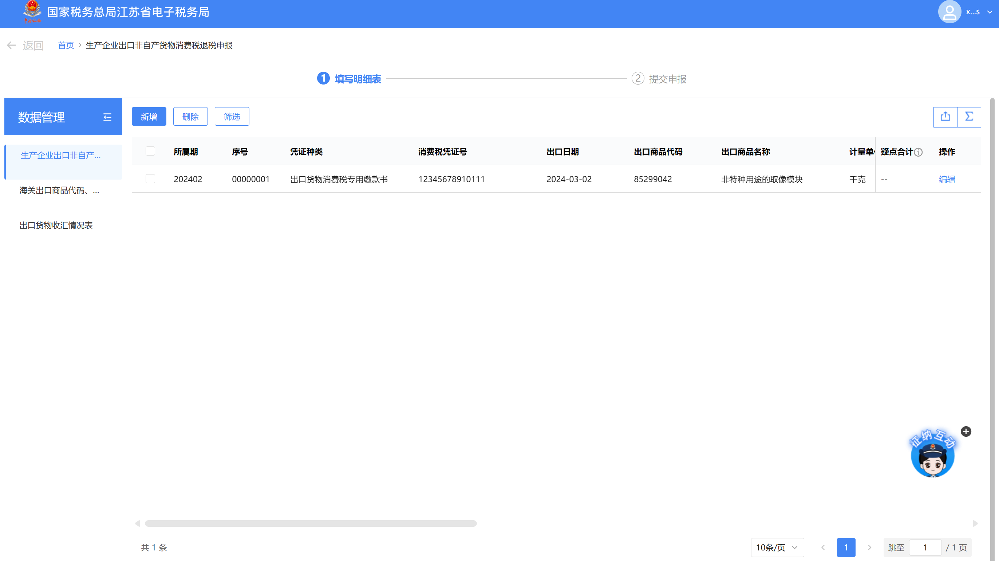 国家税务总局江苏省电子税务局
X...S
返回 首页 > 生产企业出口非自产货物消费税退税申报
1 填写明细表
2 提交申报
数据管理
新增 删除 筛选
生产企业出口非自产...
海关出口商品代码、...
出口货物收汇情况表
所属期 序号 凭证种类 消费税凭证号 出口日期 出口商品代码 出口商品名称 计量单 疑点合计 操作
202402 00000001 出口货物消费税专用缴款书 12345678910111 2024-03-02 85299042 非特种用途的取像模块 千克 -- 编辑
征纳互动
共 1 条
10条/页 1 跳至 1 / 1 页